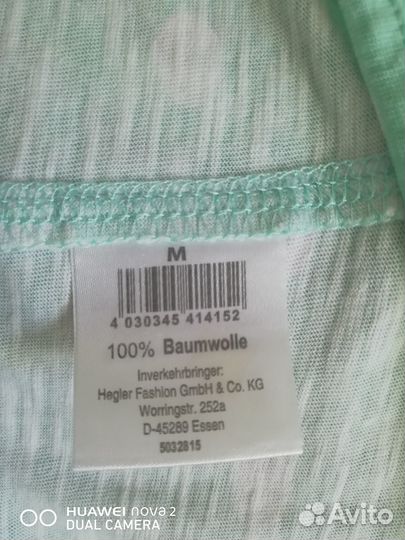 M
4 030345 414152
100% Baumwolle
Inverkehrbringer:
Hegler Fashion GmbH & Co. KG
Worringstr. 252a
D-45289 Essen
5032815
HUAWEI nova 2
DUAL CAMERA
Avito